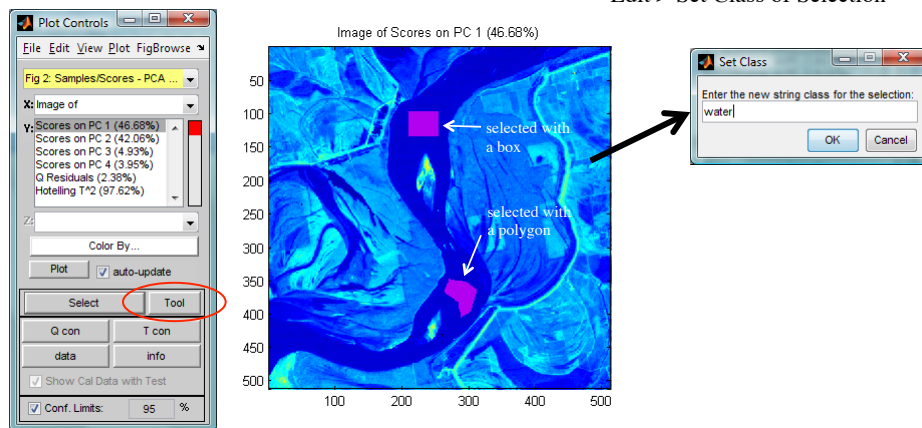 Edit > Set Class of Selection
Plot Controls
File Edit View Plot FigBrowse
Fig 2: Samples/Scores - PCA ...
X: Image of
Y: Scores on PC 1 (46.68%)
Scores on PC 2 (42.06%)
Scores on PC 3 (4.93%)
Scores on PC 4 (3.95%)
Q Residuals (2.38%)
Hotelling T^2 (97.62%)
Z:
Color By...
Plot auto-update
Select Tool
Q con T con
data info
Show Cal Data with Test
Conf. Limits: 95 %
Image of Scores on PC 1 (46.68%)
50
100
150
200
250
300
350
400
450
500
100 200 300 400 500
selected with
a box
selected with
a polygon
Set Class
Enter the new string class for the selection:
water
OK Cancel